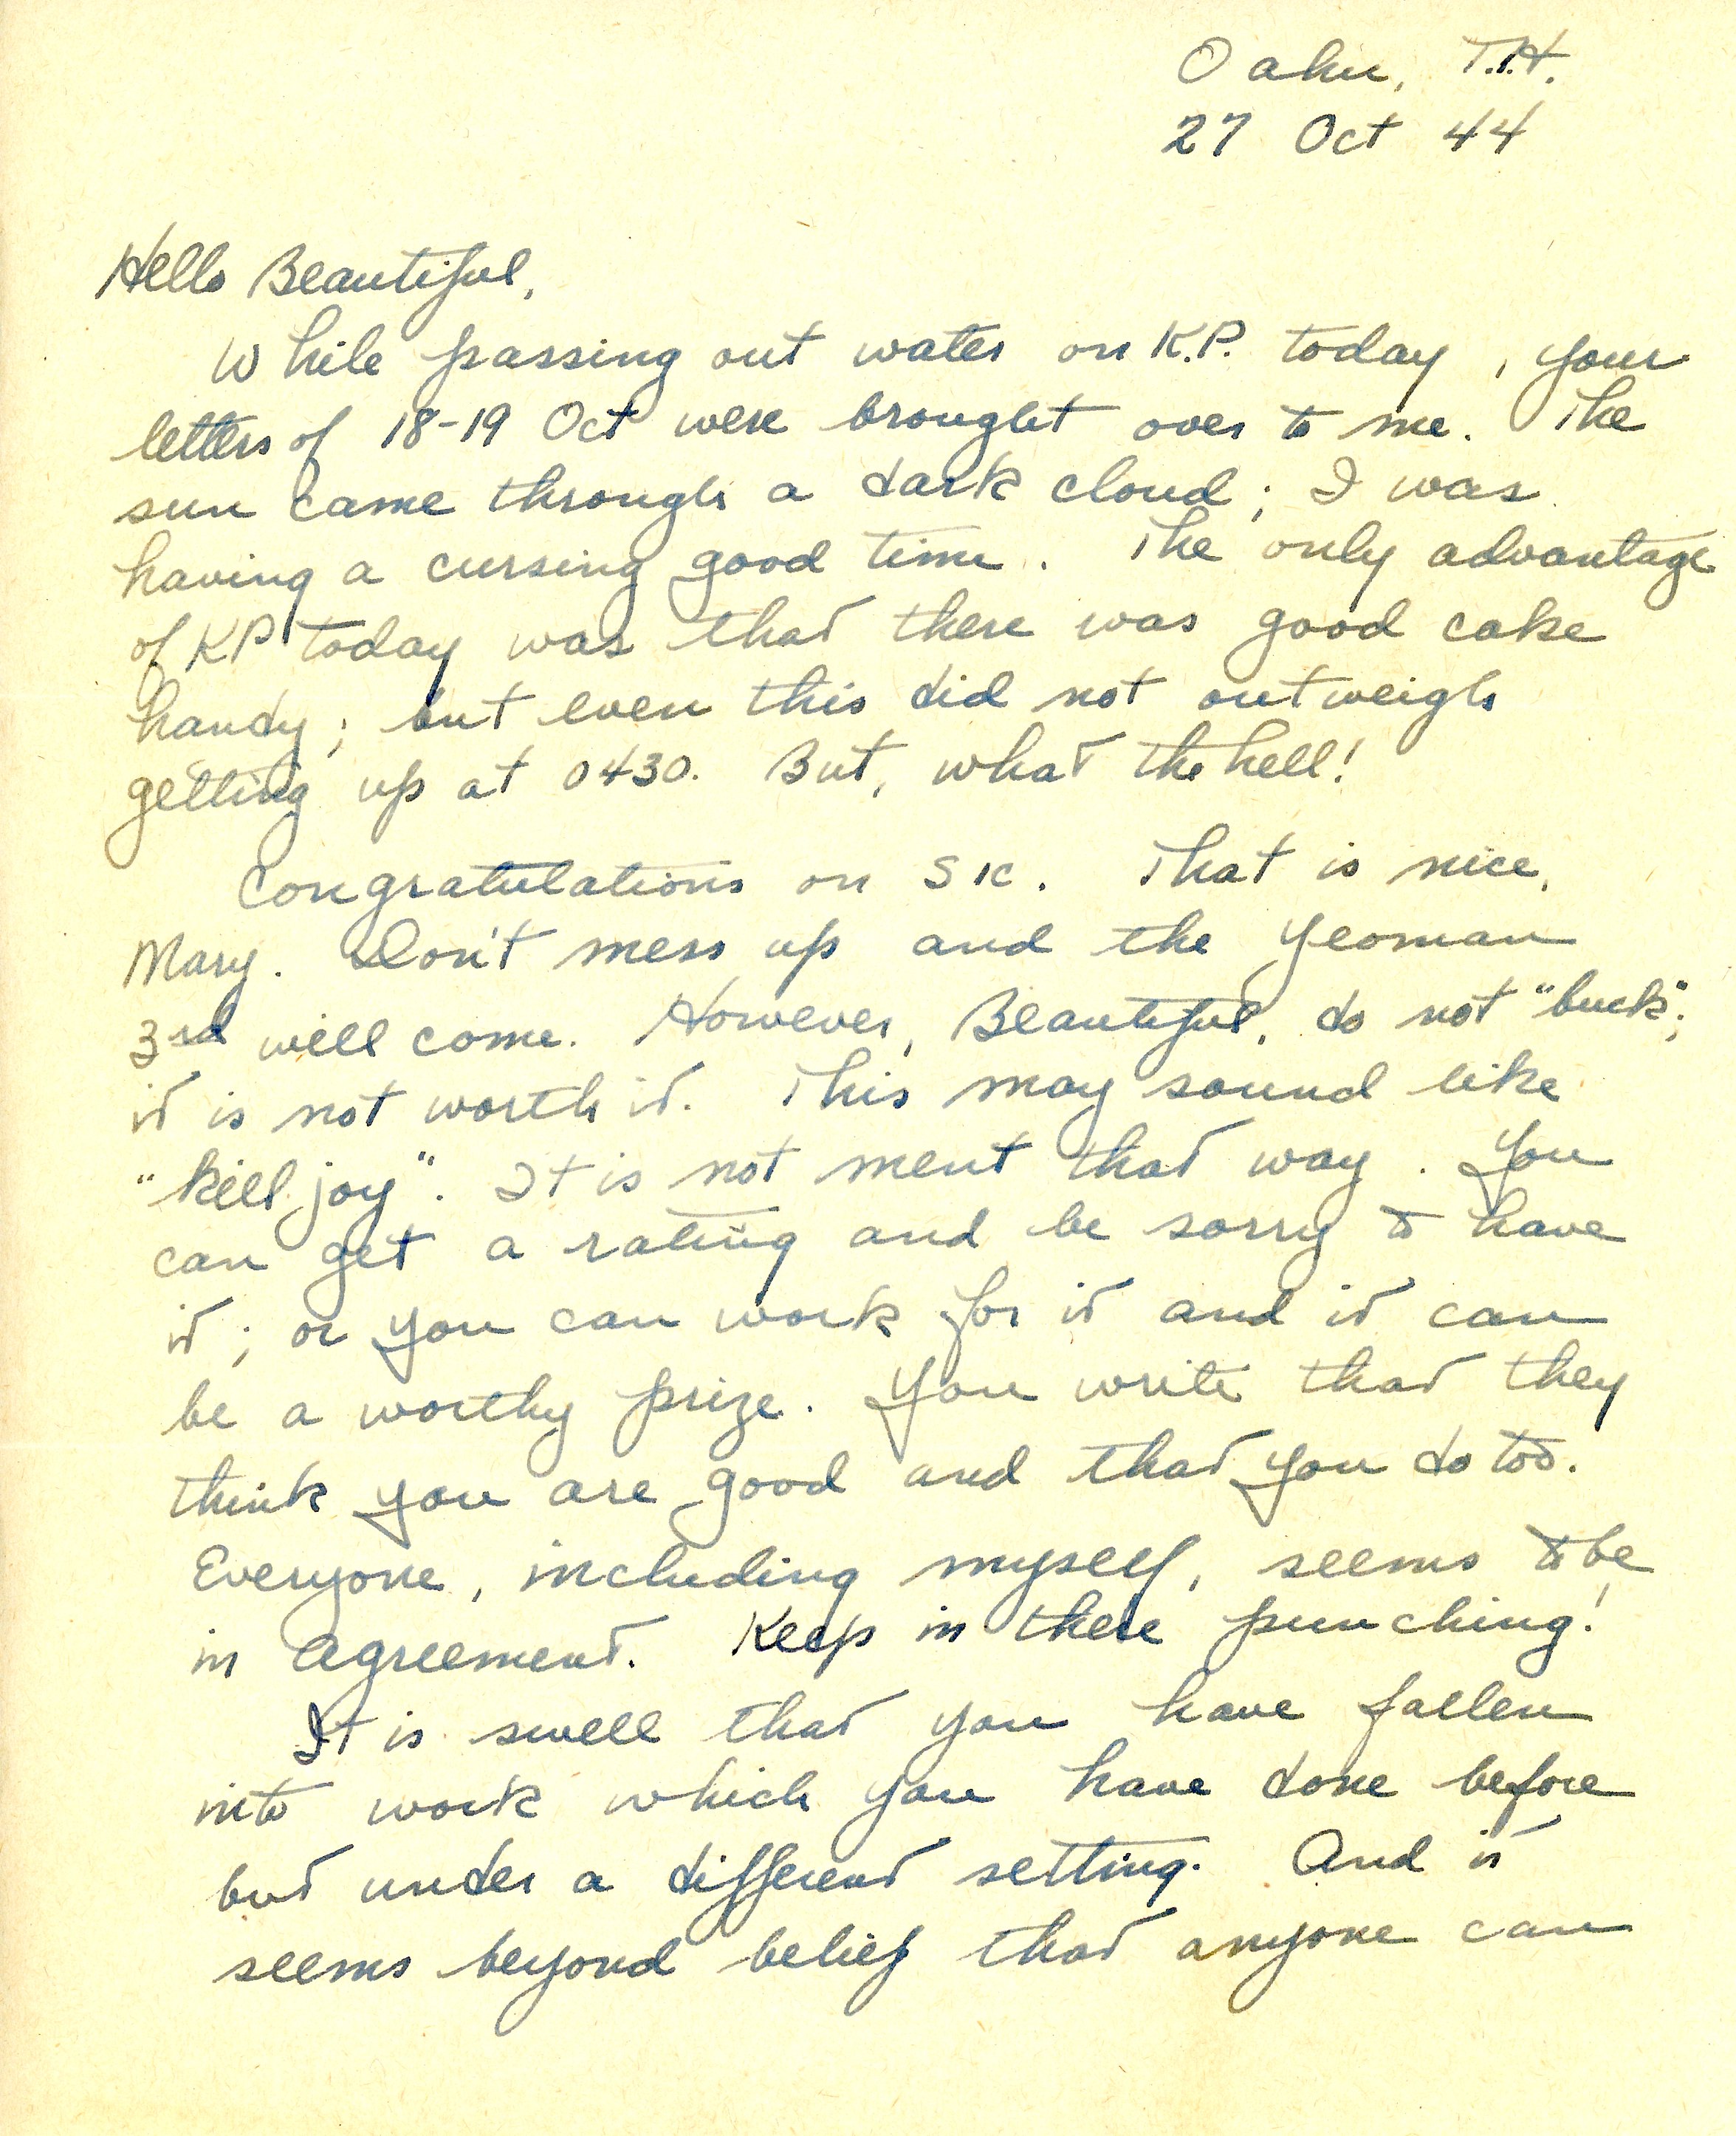 Oahu, T.H.
27 Oct 44
Hello Beautiful,
While passing out water on K.P. today, your
letters of 18-19 Oct were brought over to me. The
sun came through a dark cloud; I was
having a cursing good time. The only advantage
of KP today was that there was good cake
handy; but even this did not outweigh
getting up at 0430. But, what the hell!
Congratulations on S1c. That is nice,
Mary. Don't mess up and the Yeoman
3rd will come. However, Beautiful, do not "buck";
it is not worth it. This may sound like
"kill joy". It is not ment that way. You
can get a rating and be sorry to have
it; or you can work for it and it can
be a worthy prize. You write that they
think you are good and that you do too.
Everyone, including myself, seems to be
in agreement. Keep in there punching!
It is swell that you have fallen
into work which you have done before
but under a different setting. And it
seems beyond belief that anyone can